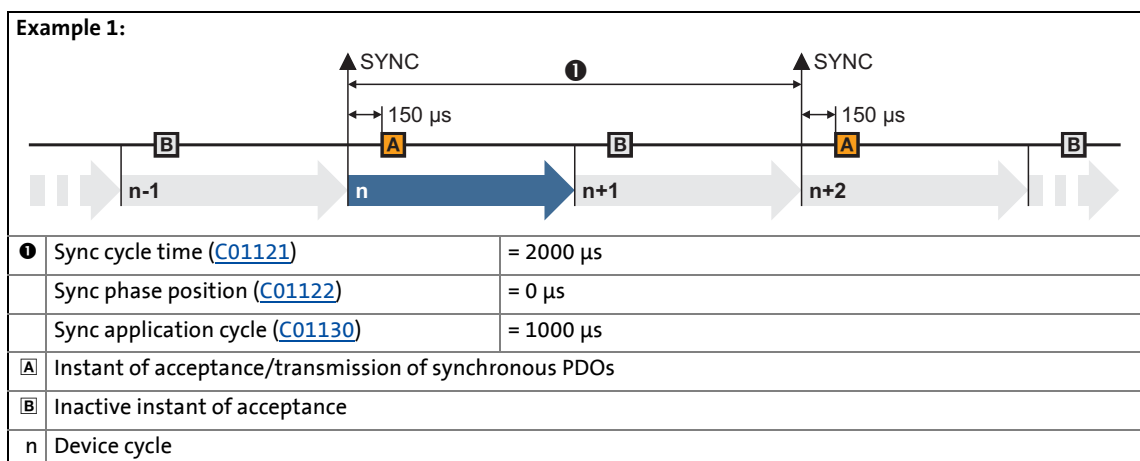 Example 1:
SYNC ❶ SYNC
150 µs 150 µs
B A B A B
n-1 n n+1 n+2
❶ Sync cycle time (C01121) = 2000 µs
Sync phase position (C01122) = 0 µs
Sync application cycle (C01130) = 1000 µs
A Instant of acceptance/transmission of synchronous PDOs
B Inactive instant of acceptance
n Device cycle